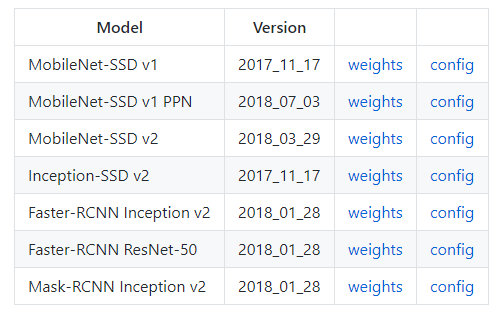 Model Version
MobileNet-SSD v1 2017_11_17 weights config
MobileNet-SSD v1 PPN 2018_07_03 weights config
MobileNet-SSD v2 2018_03_29 weights config
Inception-SSD v2 2017_11_17 weights config
Faster-RCNN Inception v2 2018_01_28 weights config
Faster-RCNN ResNet-50 2018_01_28 weights config
Mask-RCNN Inception v2 2018_01_28 weights config